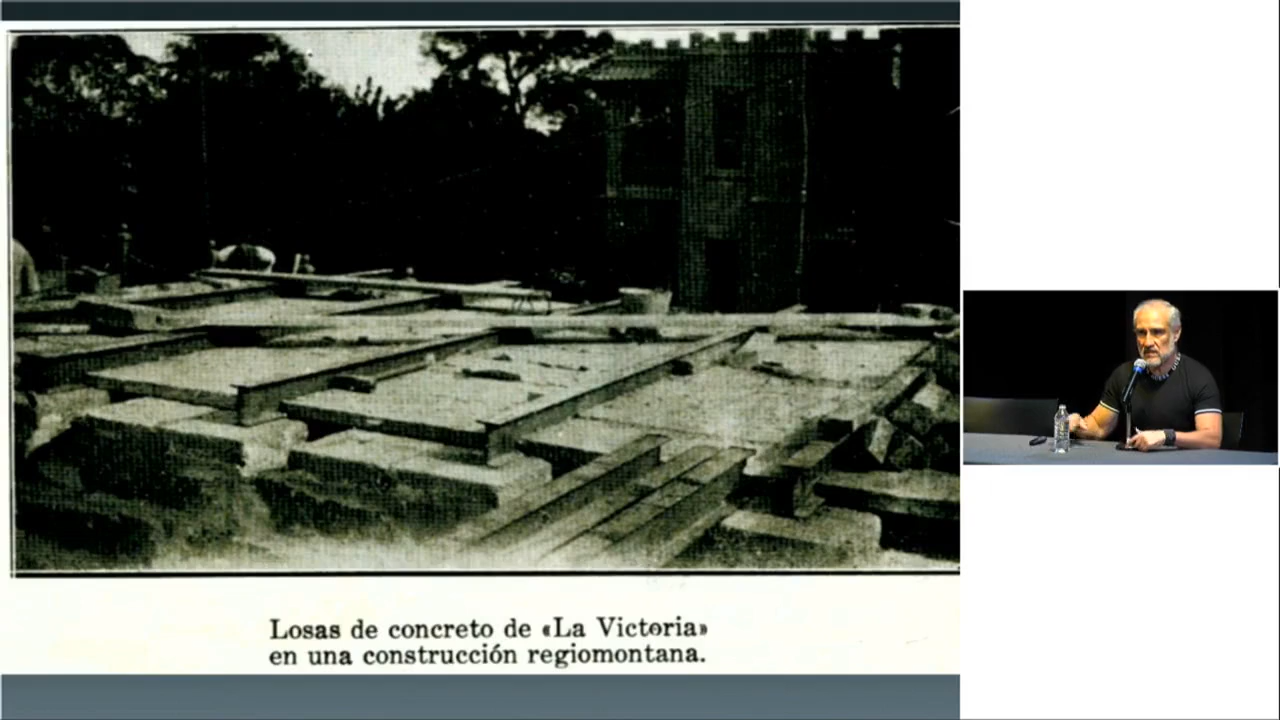 Losas de concreto de «La Victoria»
en una construcción regiomontana.